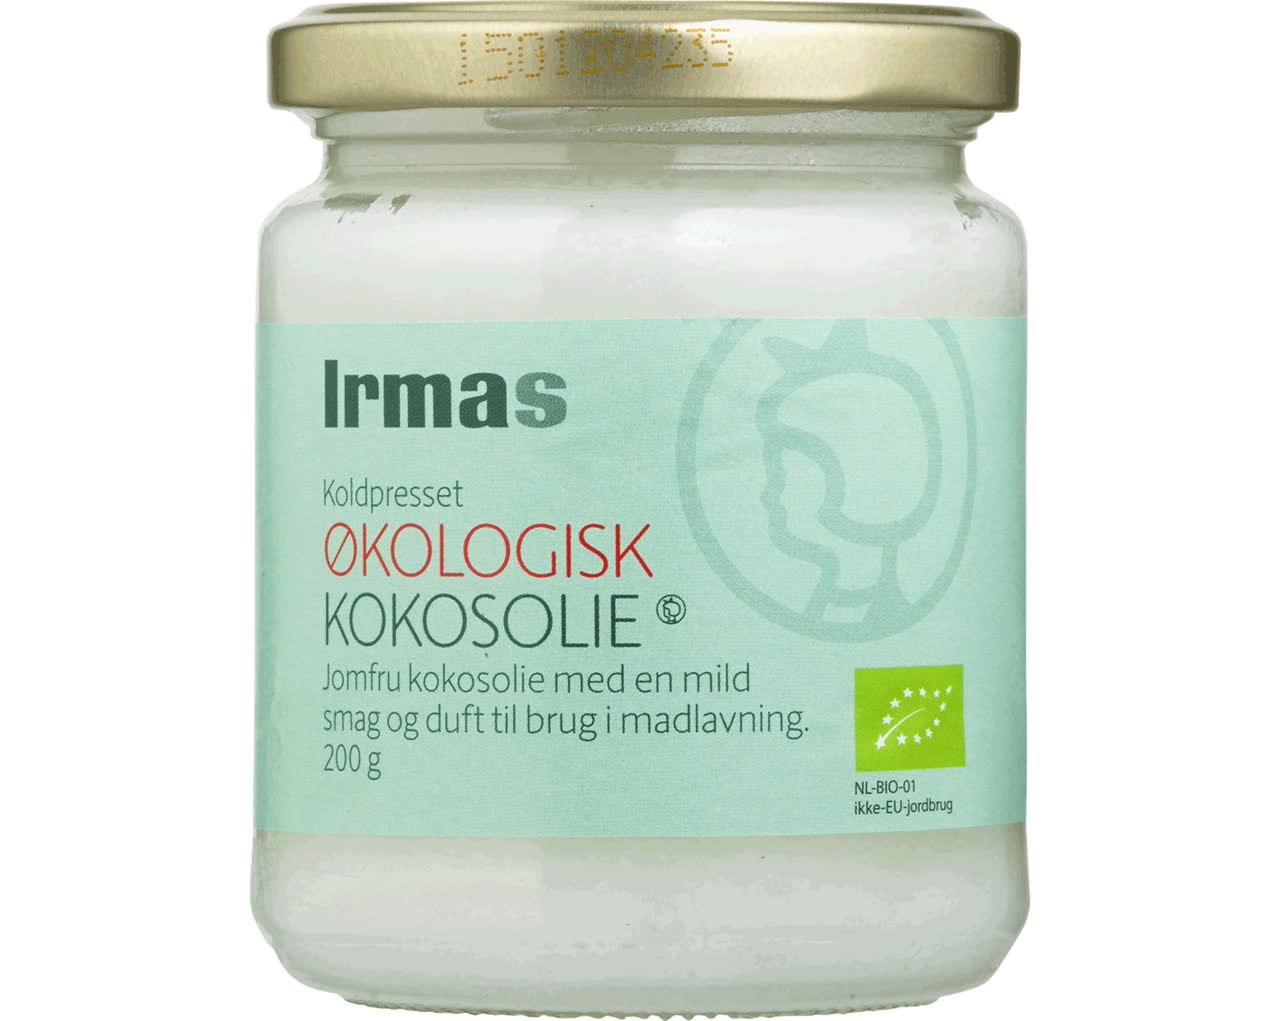 1501204235
Irmas
Koldpresset
ØKOLOGISK
KOKOSOLIE
Jomfru kokosolie med en mild
smag og duft til brug i madlavning.
200 g
NL-BIO-01
ikke-EU-jordbrug